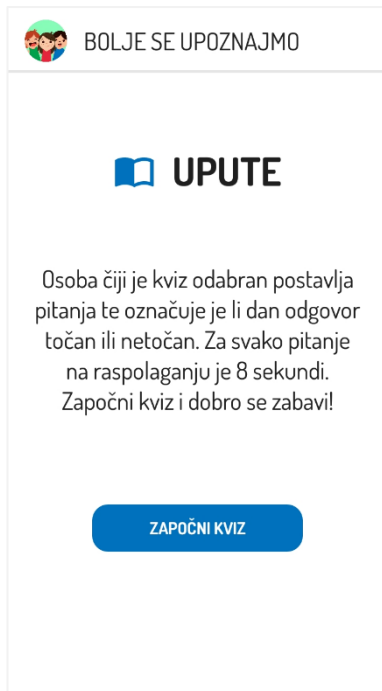 BOLJE SE UPOZNAJMO
UPUTE
Osoba čiji je kviz odabran postavlja
pitanja te označuje je li dan odgovor
točan ili netočan. Za svako pitanje
na raspolaganju je 8 sekundi.
Započni kviz i dobro se zabavi!
ZAPOČNI KVIZ